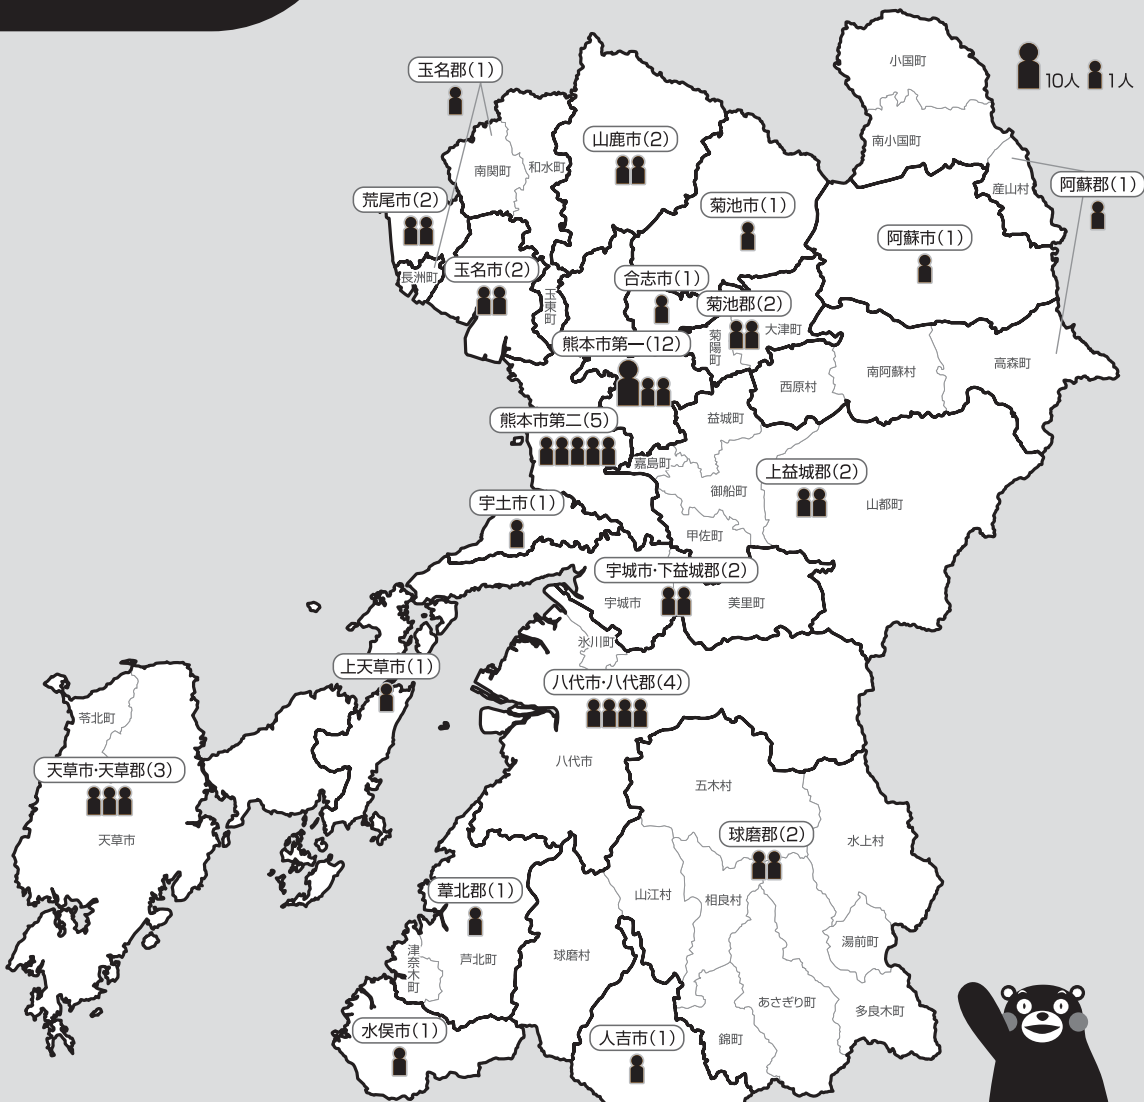 小国町
玉名郡(1)
10人 1人
南小国町
山鹿市(2)
南関町
和水町
産山村
阿蘇郡(1)
荒尾市(2)
菊池市(1)
阿蘇市(1)
長洲町
玉名市(2)
合志市(1)
玉東町
菊池郡(2)
菊陽町
大津町
熊本市第一(12)
高森町
南阿蘇村
西原村
熊本市第二(5)
益城町
嘉島町
上益城郡(2)
御船町
山都町
宇土市(1)
甲佐町
宇城市・下益城郡(2)
宇城市
美里町
氷川町
上天草市(1)
八代市・八代郡(4)
苓北町
八代市
天草市・天草郡(3)
五木村
天草市
球磨郡(2)
水上村
葦北郡(1)
山江村
相良村
湯前町
津奈木町
芦北町
球磨村
あさぎり町
多良木町
水俣市(1)
人吉市(1)
錦町